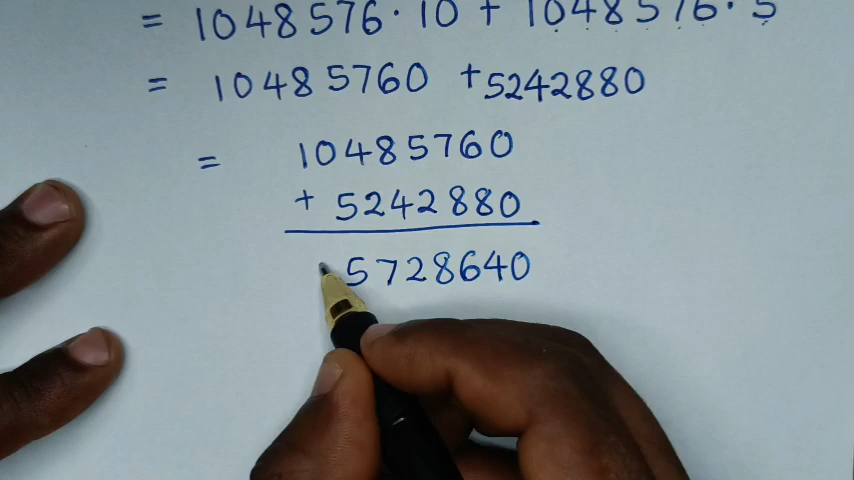 = 1048576 · 10 + 1048576 · 5
= 10485760 + 5242880
= 10485760
+ 5242880
5728640